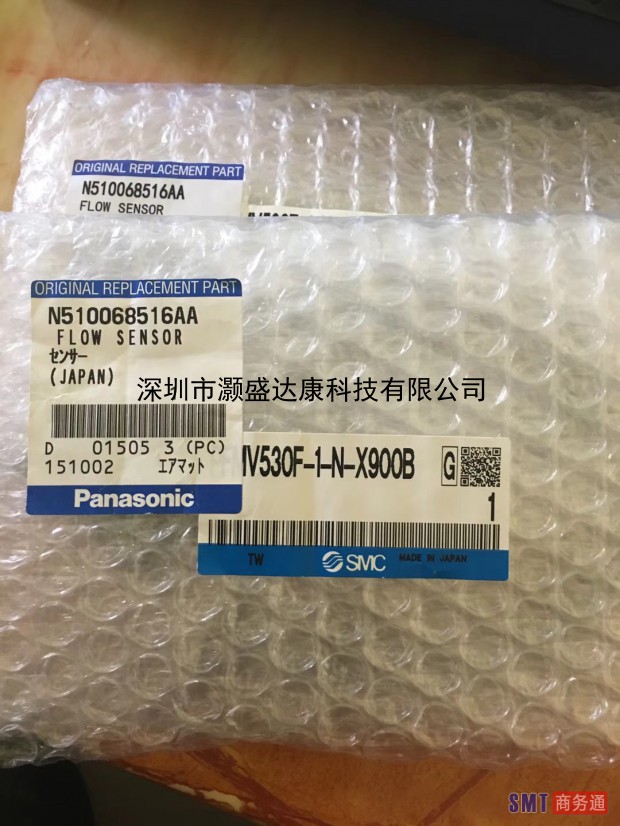 ORIGINAL REPLACEMENT PART
N510068516AA
FLOW SENSOR
ORIGINAL REPLACEMENT PART
N510068516AA
FLOW SENSOR
センサー
(JAPAN)
深圳市灏盛达康科技有限公司
D 01505 3 (PC)
151002 エアマット
Panasonic
V530F-1-N-X900B
G
1
TW
SMC
MADE IN JAPAN
SMT 商务通